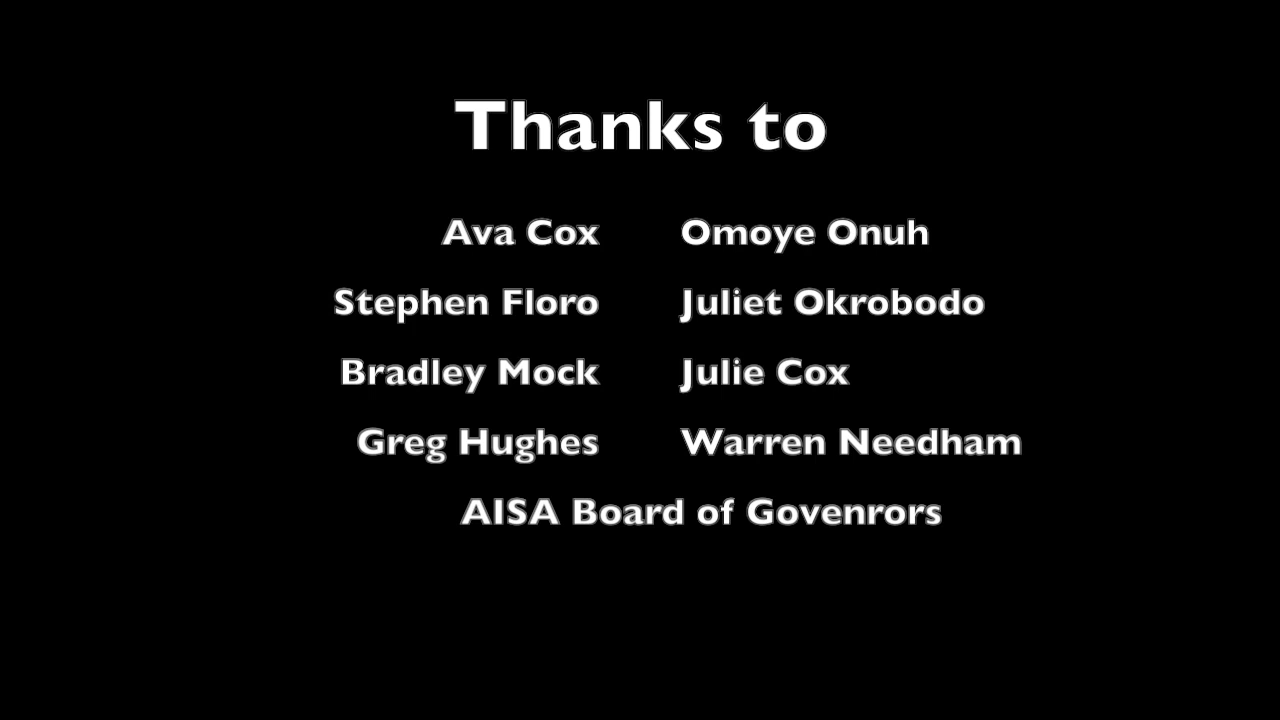 Thanks to
Ava Cox Omoye Onuh
Stephen Floro Juliet Okrobodo
Bradley Mock Julie Cox
Greg Hughes Warren Needham
AISA Board of Govenrors